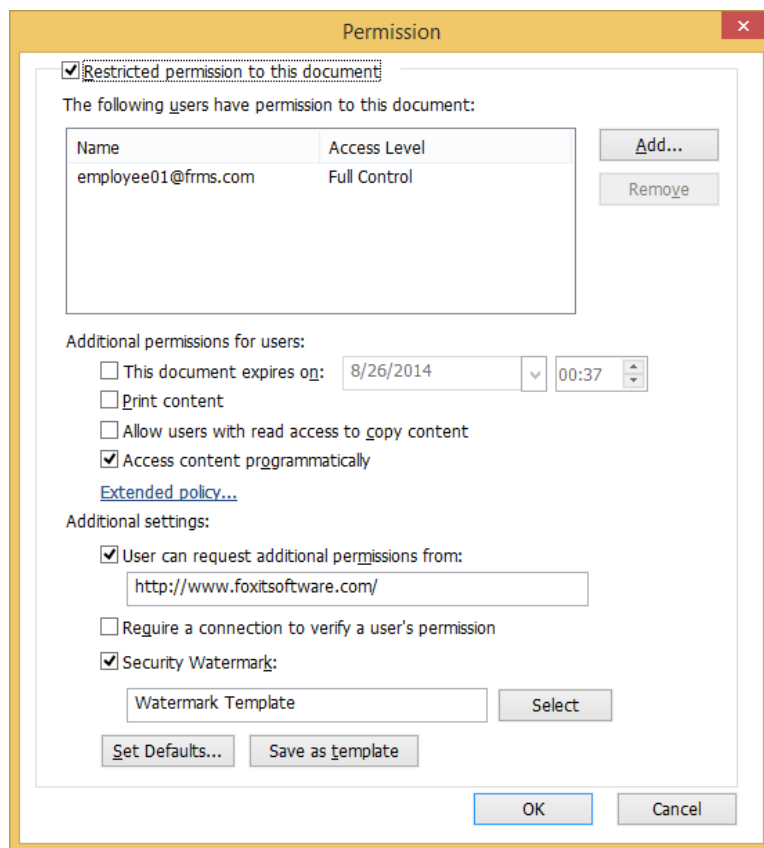 Permission
Restricted permission to this document
The following users have permission to this document:
Name Access Level Add...
employee01@frms.com Full Control Remove
Additional permissions for users:
This document expires on: 8/26/2014 00:37
Print content
Allow users with read access to copy content
Access content programmatically
Extended policy...
Additional settings:
User can request additional permissions from:
http://www.foxitsoftware.com/
Require a connection to verify a user's permission
Security Watermark:
Watermark Template Select
Set Defaults... Save as template
OK Cancel